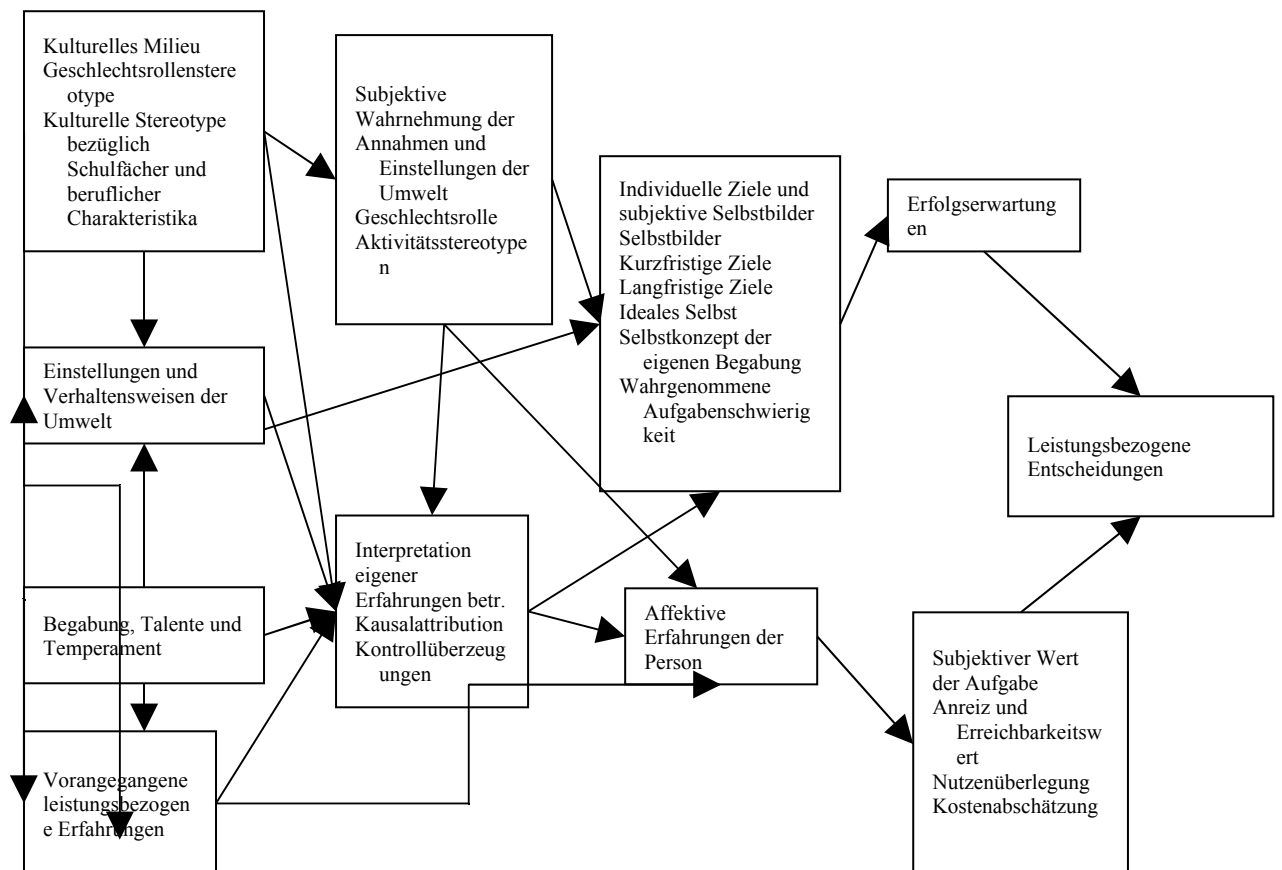 Kulturelles Milieu
Geschlechtsrollenstere
otype
Kulturelle Stereotype
bezüglich
Schulfächer und
beruflicher
Charakteristika
Einstellungen und
Verhaltensweisen der
Umwelt
Begabung, Talente und
Temperament
Vorangegangene
leistungsbezogen
e Erfahrungen
Subjektive
Wahrnehmung der
Annahmen und
Einstellungen der
Umwelt
Geschlechtsrolle
Aktivitätsstereotype
n
Interpretation
eigener
Erfahrungen betr.
Kausalattribution
Kontrollüberzeug
ungen
Individuelle Ziele und
subjektive Selbstbilder
Selbstbilder
Kurzfristige Ziele
Langfristige Ziele
Ideales Selbst
Selbstkonzept der
eigenen Begabung
Wahrgenommene
Aufgabenschwierig
keit
Affektive
Erfahrungen der
Person
Erfolgserwartung
en
Subjektiver Wert
der Aufgabe
Anreiz und
Erreichbarkeitsw
ert
Nutzenüberlegung
Kostenabschätzung
Leistungsbezogene
Entscheidungen